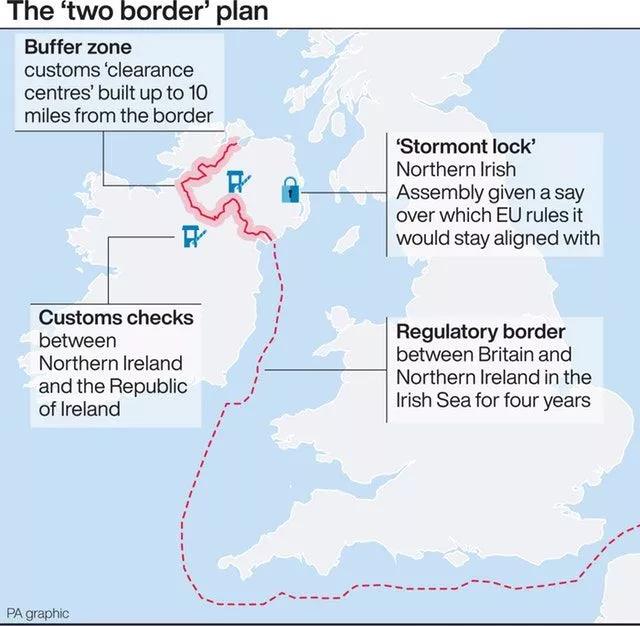 The ‘two border’ plan
Buffer zone
customs ‘clearance
centres’ built up to 10
miles from the border
‘Stormont lock’
Northern Irish
Assembly given a say
over which EU rules it
would stay aligned with
Customs checks
between
Northern Ireland
and the Republic
of Ireland
Regulatory border
between Britain and
Northern Ireland in the
Irish Sea for four years
PA graphic